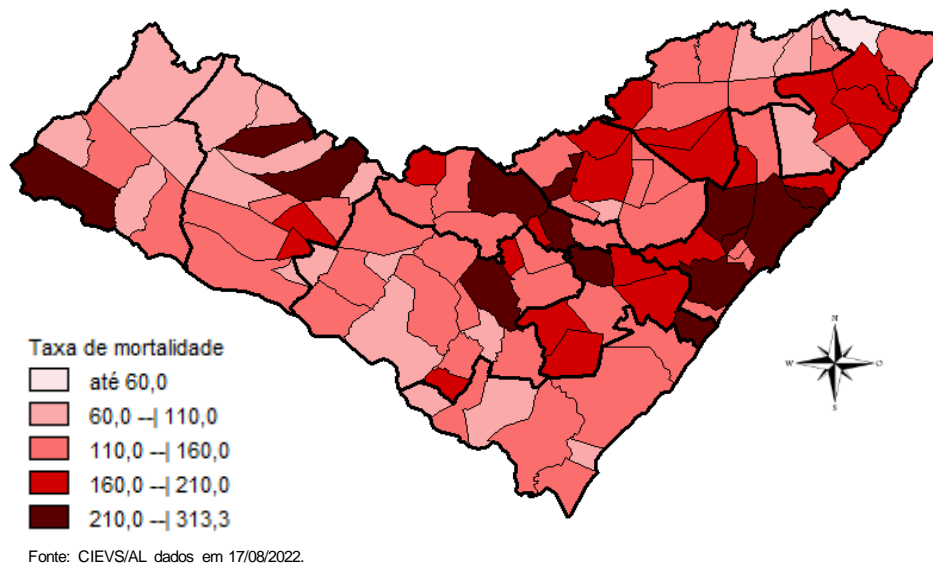 Taxa de mortalidade
até 60,0
60,0 --| 110,0
110,0 --| 160,0
160,0 --| 210,0
210,0 --| 313,3
Fonte: CIEVS/AL dados em 17/08/2022.
N
W
O
S